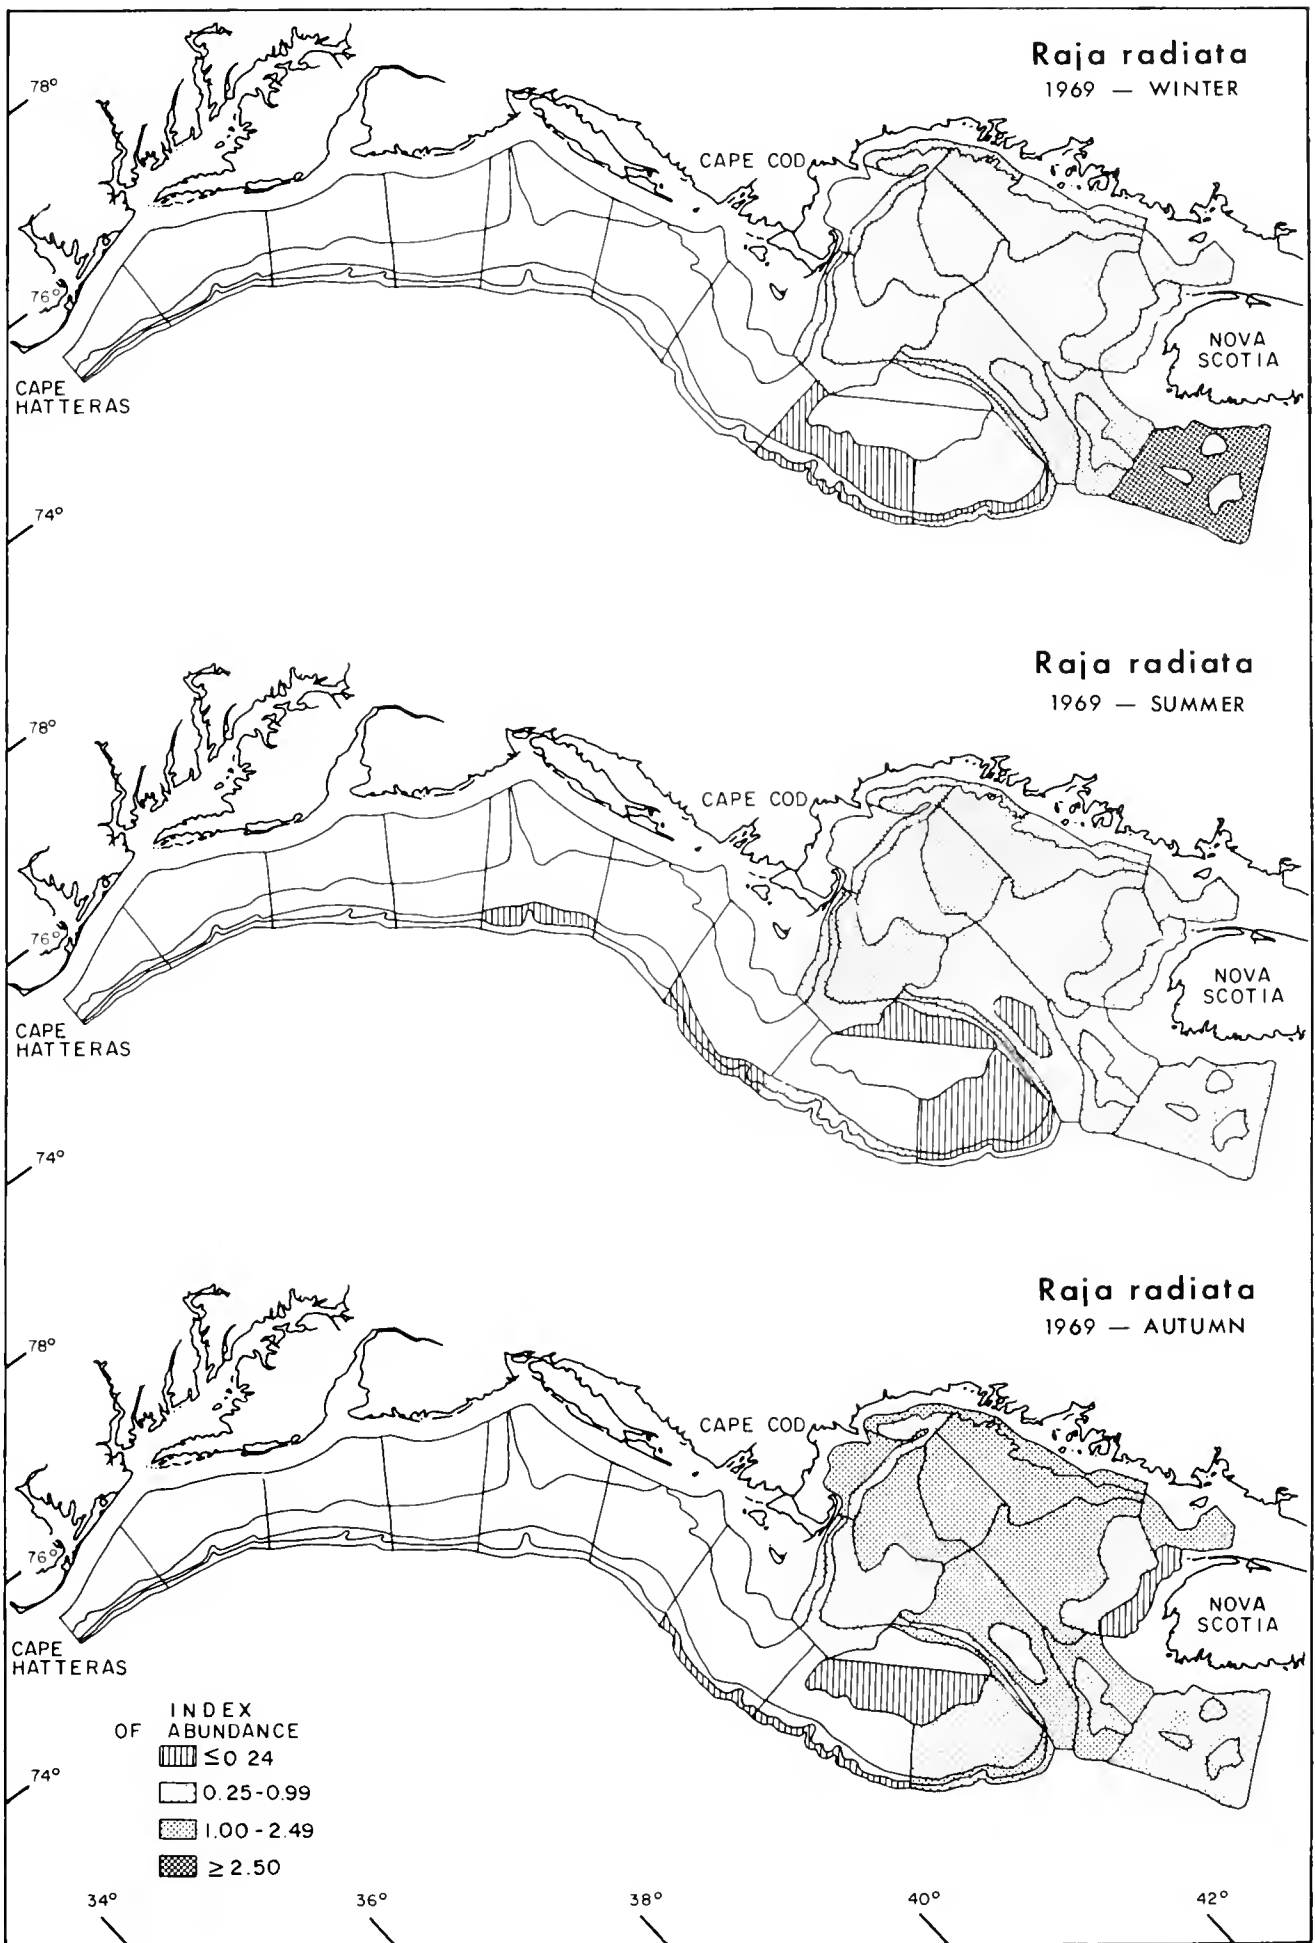 Raja radiata
1969 — WINTER
78°
CAPE COD
76°
NOVA
SCOTIA
CAPE
HATTERAS
74°
Raja radiata
1969 — SUMMER
78°
CAPE COD
76°
NOVA
SCOTIA
CAPE
HATTERAS
74°
Raja radiata
1969 — AUTUMN
78°
CAPE COD
76°
NOVA
SCOTIA
CAPE
HATTERAS
INDEX
OF ABUNDANCE
≤0 24
74°
0.25-0.99
1.00-2.49
≥2.50
34° 36° 38° 40° 42°